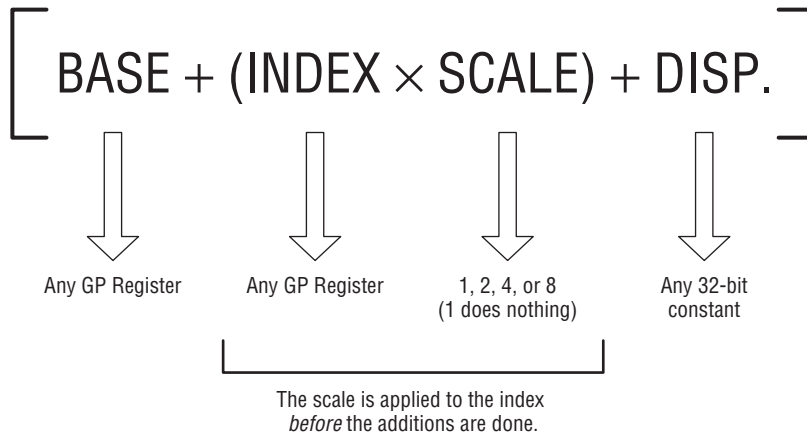 [BASE + (INDEX × SCALE) + DISP.]
Any GP Register
Any GP Register
1, 2, 4, or 8
(1 does nothing)
Any 32-bit
constant
The scale is applied to the index
before the additions are done.